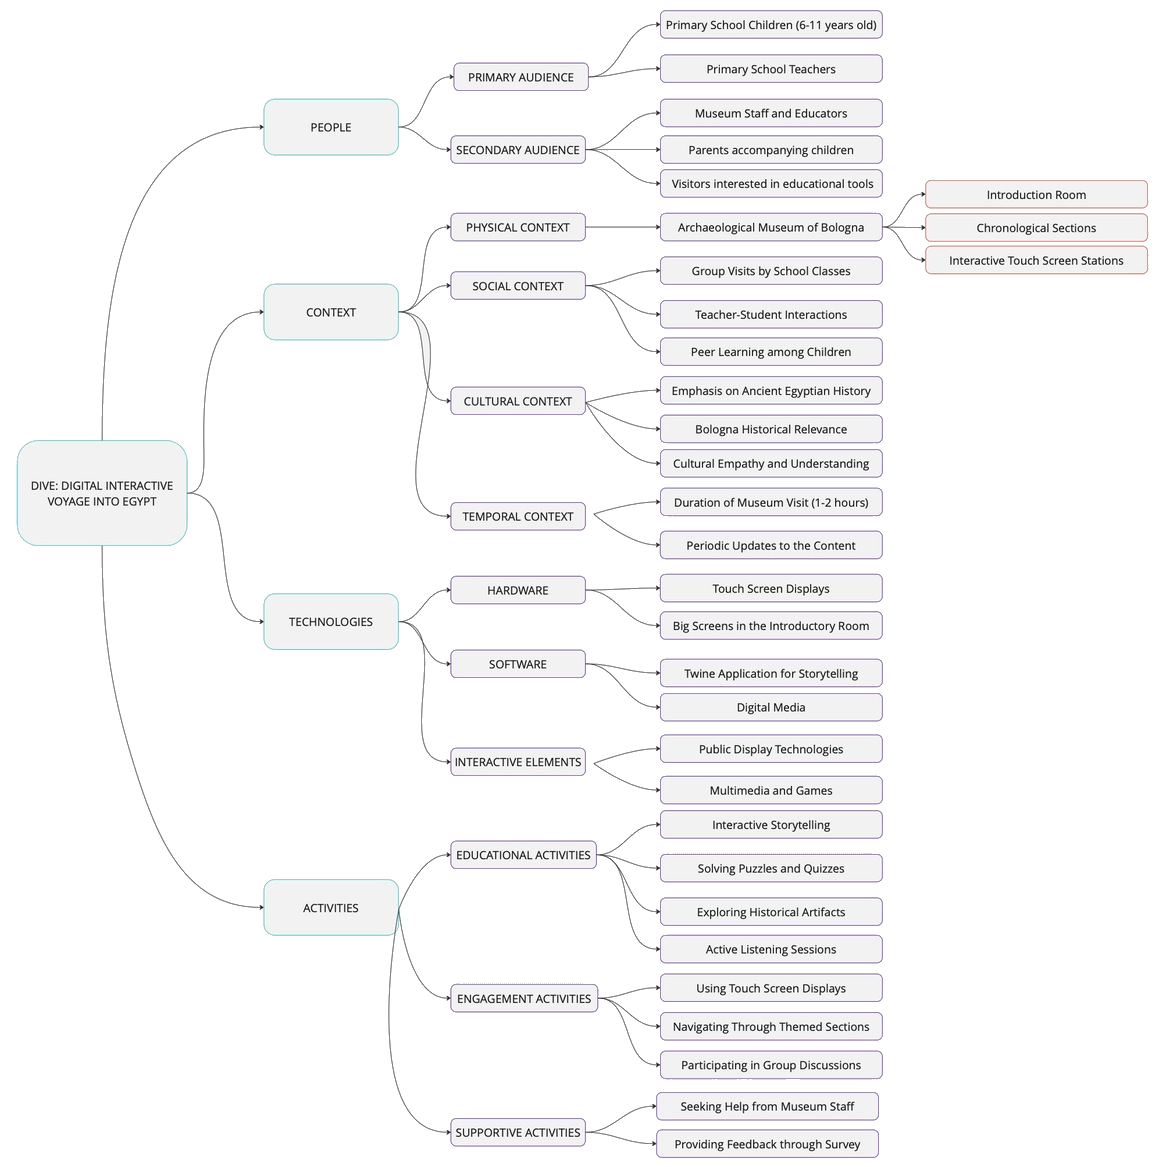 Primary School Children (6-11 years old)
PRIMARY AUDIENCE
Primary School Teachers
PEOPLE
Museum Staff and Educators
SECONDARY AUDIENCE
Parents accompanying children
Visitors interested in educational tools
Introduction Room
PHYSICAL CONTEXT
Archaeological Museum of Bologna
Chronological Sections
Interactive Touch Screen Stations
Group Visits by School Classes
SOCIAL CONTEXT
CONTEXT
Teacher-Student Interactions
Peer Learning among Children
Emphasis on Ancient Egyptian History
CULTURAL CONTEXT
Bologna Historical Relevance
Cultural Empathy and Understanding
DIVE: DIGITAL INTERACTIVE
VOYAGE INTO EGYPT
Duration of Museum Visit (1-2 hours)
TEMPORAL CONTEXT
Periodic Updates to the Content
HARDWARE
Touch Screen Displays
TECHNOLOGIES
Big Screens in the Introductory Room
SOFTWARE
Twine Application for Storytelling
Digital Media
Public Display Technologies
INTERACTIVE ELEMENTS
Multimedia and Games
Interactive Storytelling
EDUCATIONAL ACTIVITIES
Solving Puzzles and Quizzes
ACTIVITIES
Exploring Historical Artifacts
Active Listening Sessions
Using Touch Screen Displays
ENGAGEMENT ACTIVITIES
Navigating Through Themed Sections
Participating in Group Discussions
Seeking Help from Museum Staff
SUPPORTIVE ACTIVITIES
Providing Feedback through Survey